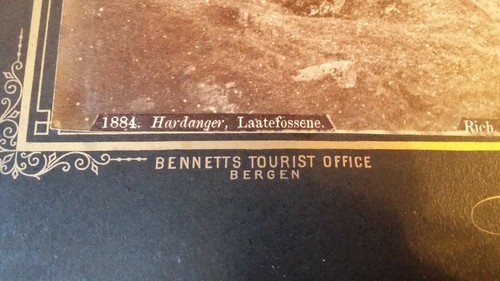 1884. Hardanger, Laatefossene.
Rich
BENNETTS TOURIST OFFICE
BERGEN